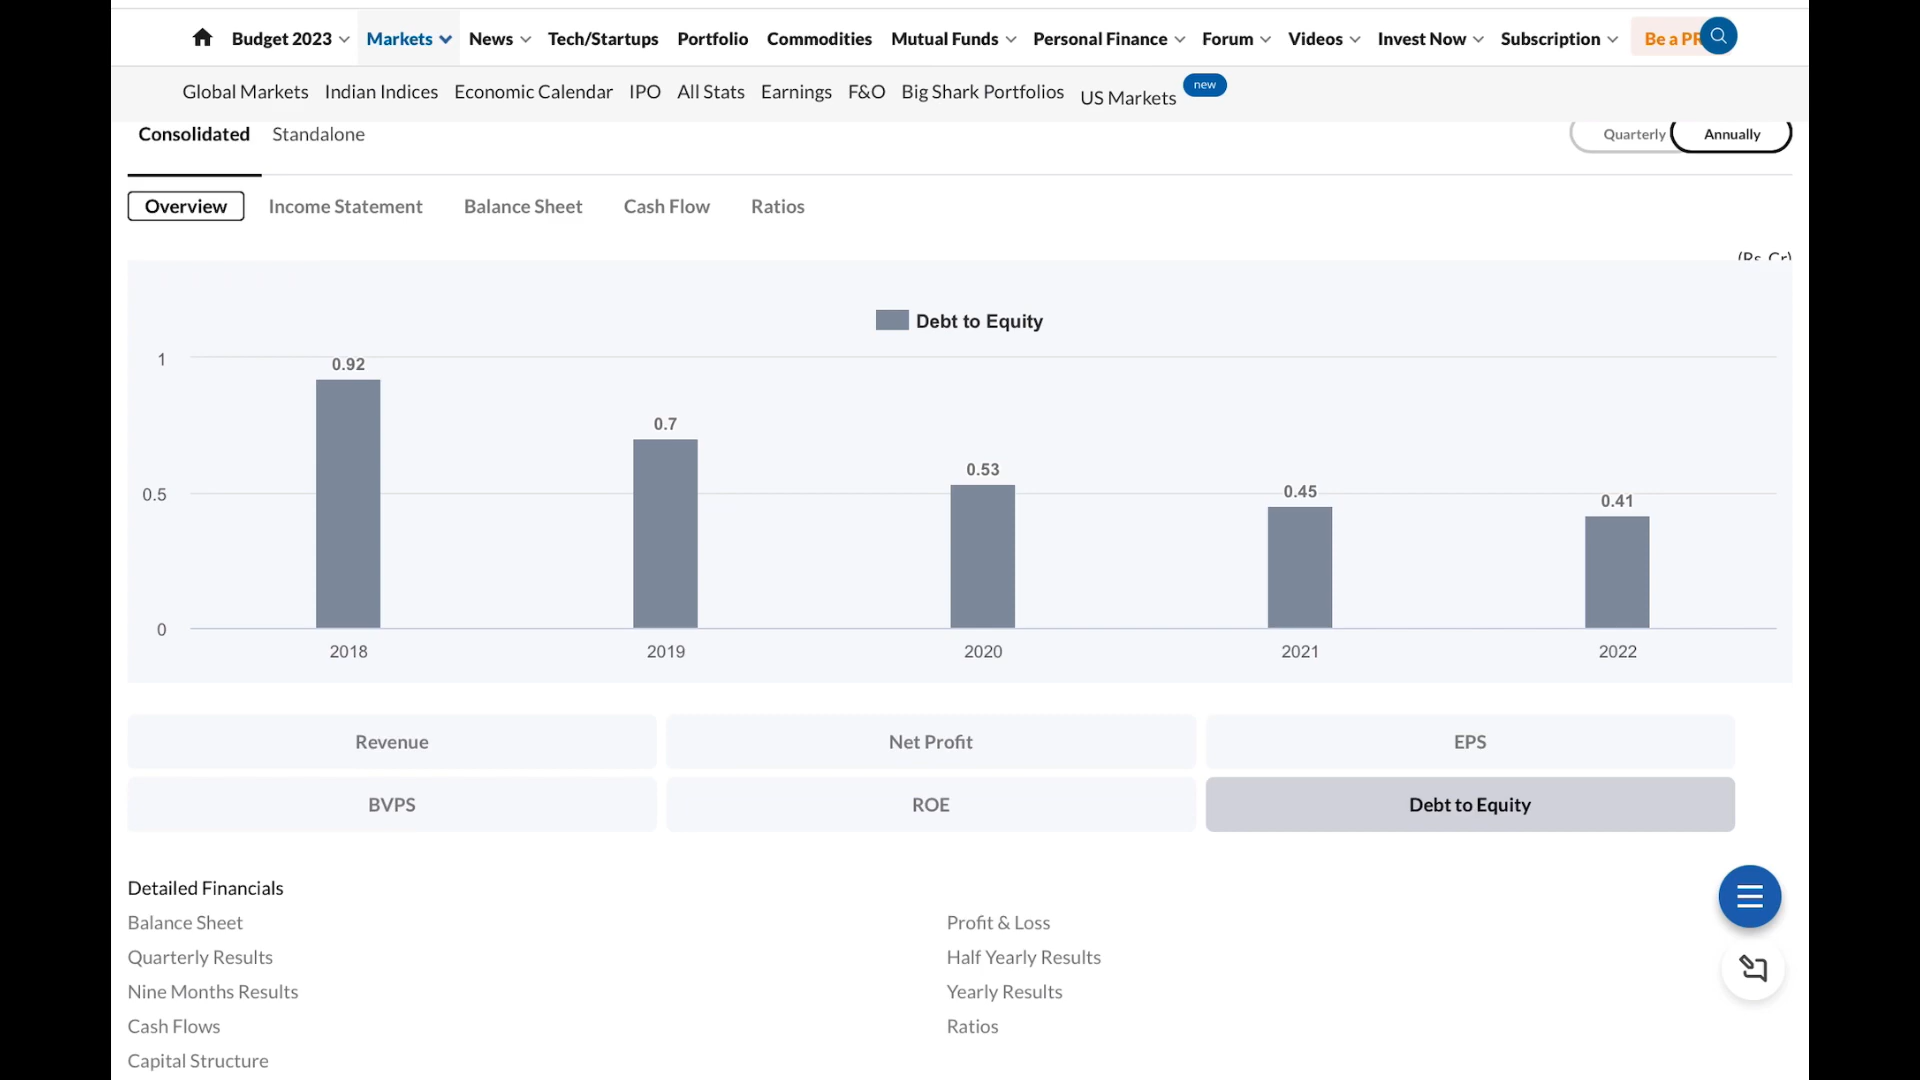 Budget 2023 Markets News Tech/Startups Portfolio Commodities Mutual Funds Personal Finance Forum Videos Invest Now Subscription Be a
Global Markets Indian Indices Economic Calendar IPO All Stats Earnings F&O Big Shark Portfolios US Markets new
Consolidated Standalone Quarterly Annually
Overview Income Statement Balance Sheet Cash Flow Ratios
(Rs. Cr)
Debt to Equity
1
0.92
0.7
0.53
0.5
0.45
0.41
0
2018 2019 2020 2021 2022
Revenue Net Profit EPS
BVPS ROE Debt to Equity
Detailed Financials
Balance Sheet Profit & Loss
Quarterly Results Half Yearly Results
Nine Months Results Yearly Results
Cash Flows Ratios
Capital Structure